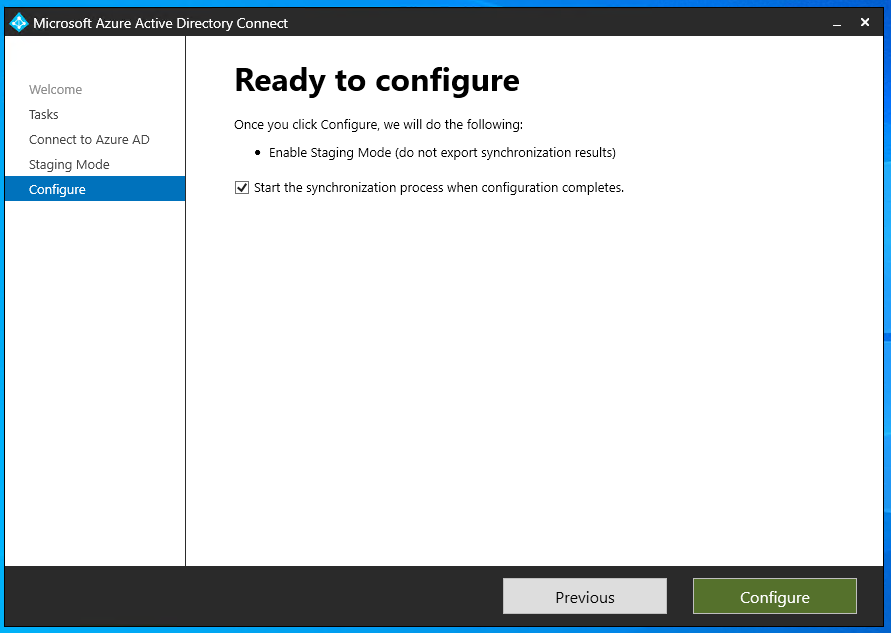 Microsoft Azure Active Directory Connect
Welcome
Tasks
Connect to Azure AD
Staging Mode
Configure
Ready to configure
Once you click Configure, we will do the following:
• Enable Staging Mode (do not export synchronization results)
Start the synchronization process when configuration completes.
Previous
Configure